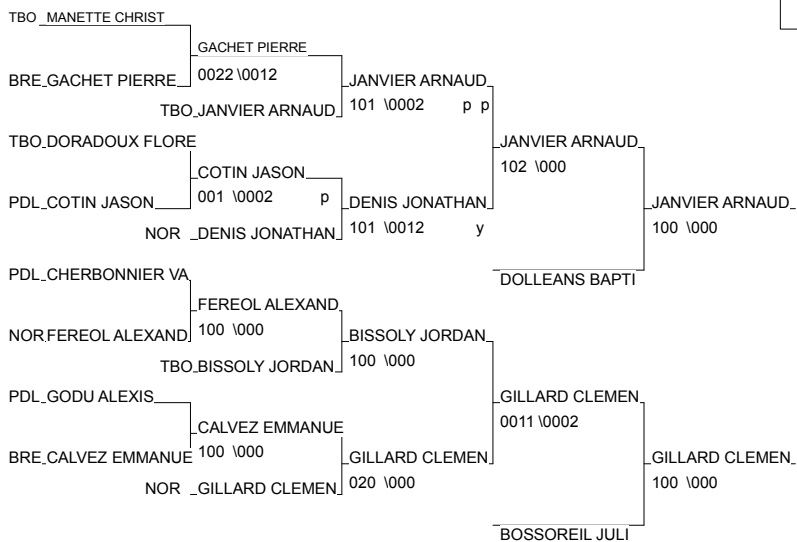 TBO MANETTE CHRIST
GACHET PIERRE
BRE GACHET PIERRE 0022 \0012 JANVIER ARNAUD
TBO JANVIER ARNAUD 101 \0002 p p
TBO DORADOUX FLORE JANVIER ARNAUD
COTIN JASON 102 \000
PDL COTIN JASON 001 \0002 p DENIS JONATHAN JANVIER ARNAUD
NOR DENIS JONATHAN 101 \0012 y 100 \000
PDL CHERBONNIER VA DOLLEANS BAPTI
FEREOL ALEXAND
NOR FEREOL ALEXAND 100 \000 BISSOLY JORDAN
TBO BISSOLY JORDAN 100 \000
PDL GODU ALEXIS GILLARD CLEMEN
CALVEZ EMMANUE 0011 \0002
BRE CALVEZ EMMANUE 100 \000 GILLARD CLEMEN GILLARD CLEMEN
NOR GILLARD CLEMEN 020 \000 100 \000
BOSSOREIL JULI